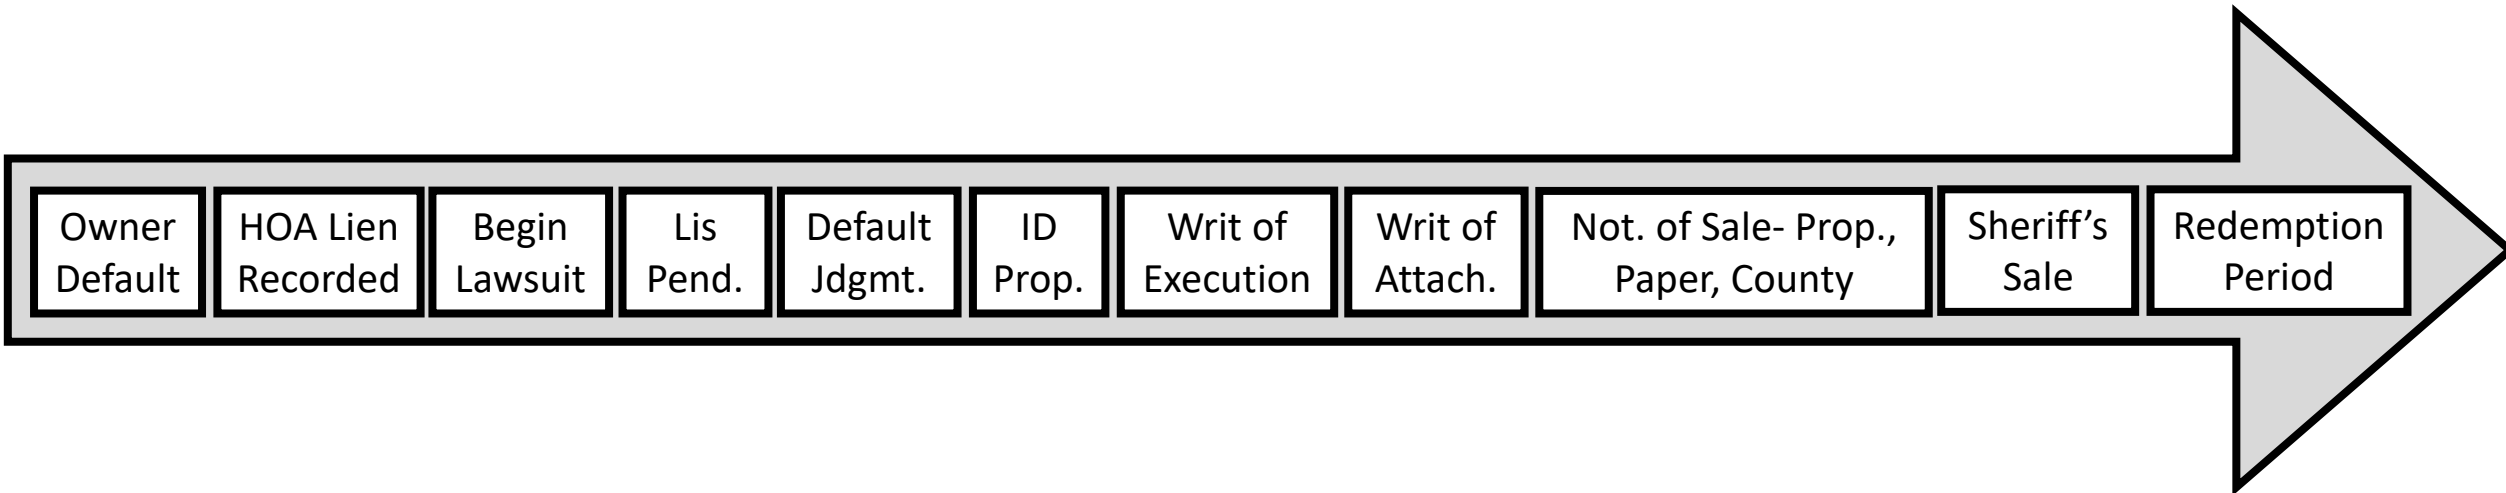 Owner
Default
HOA Lien
Recorded
Begin
Lawsuit
Lis
Pend.
Default
Jdgmt.
ID
Prop.
Writ of
Execution
Writ of
Attach.
Not. of Sale- Prop.,
Paper, County
Sheriff’s
Sale
Redemption
Period